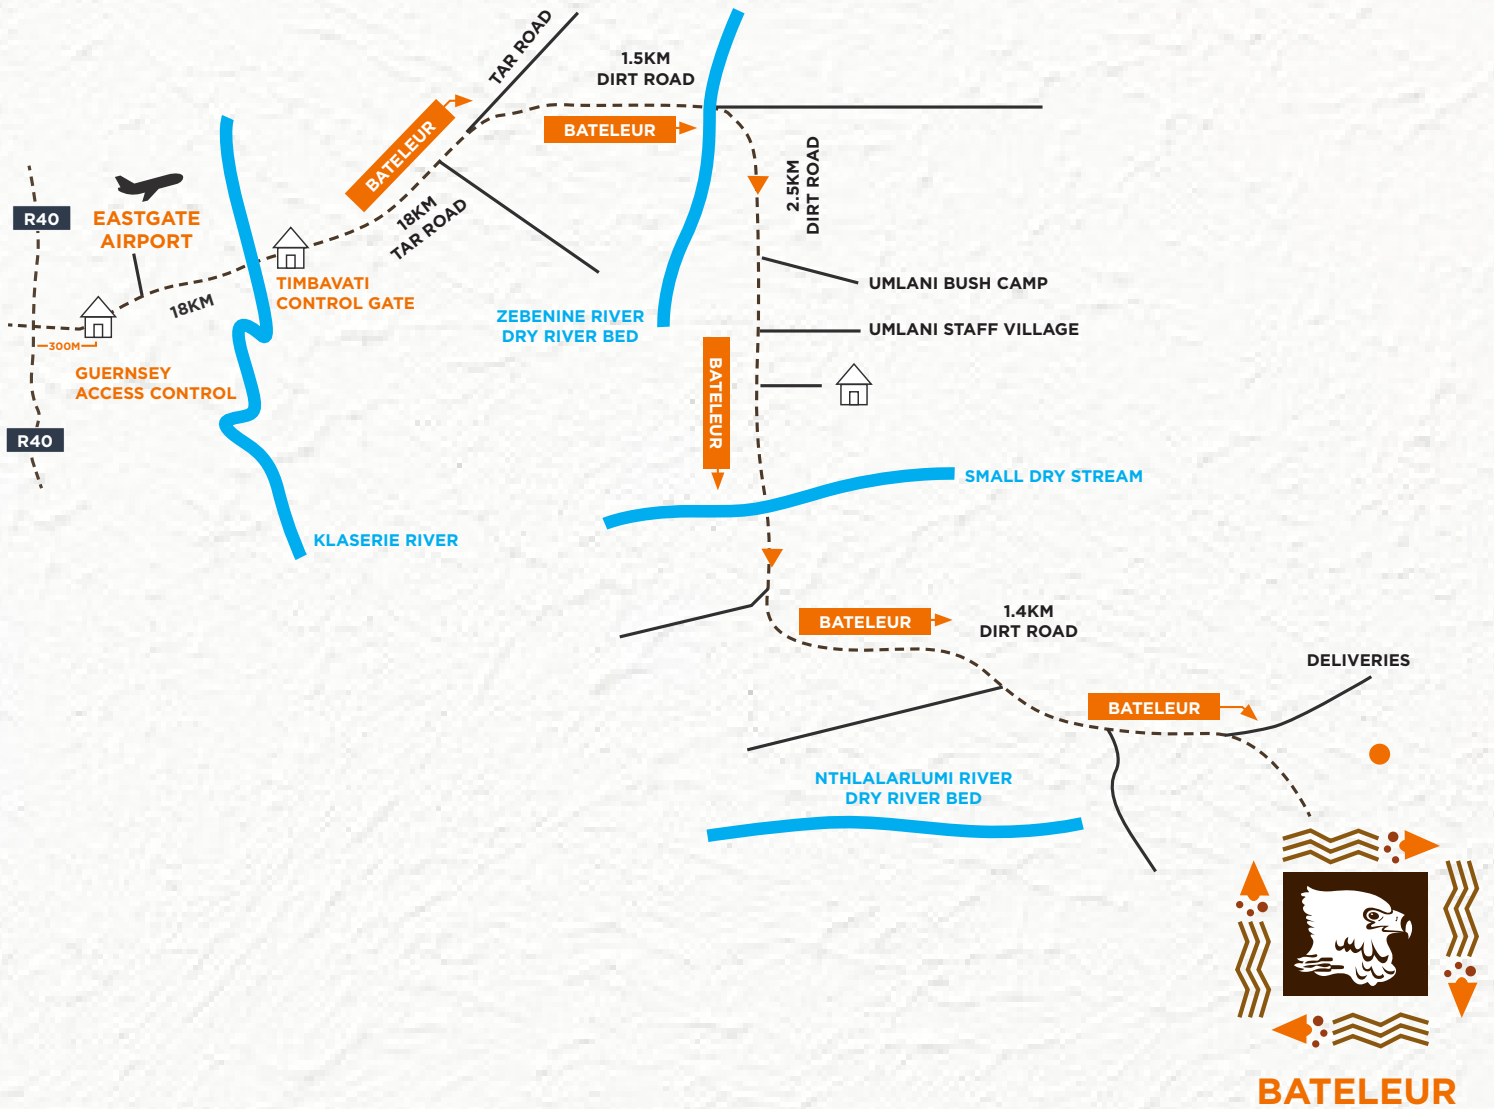 TAR ROAD
1.5KM
DIRT ROAD
BATELEUR
BATELEUR
2.5KM
DIRT ROAD
R40
EASTGATE
AIRPORT
18KM
TAR ROAD
TIMBAVATI
CONTROL GATE
18KM
UMLANI BUSH CAMP
ZEBENINE RIVER
DRY RIVER BED
UMLANI STAFF VILLAGE
300M
GUERNSEY
ACCESS CONTROL
BATELEUR
R40
SMALL DRY STREAM
KLASERIE RIVER
BATELEUR
1.4KM
DIRT ROAD
DELIVERIES
BATELEUR
NTHLALARLUMI RIVER
DRY RIVER BED
BATELEUR